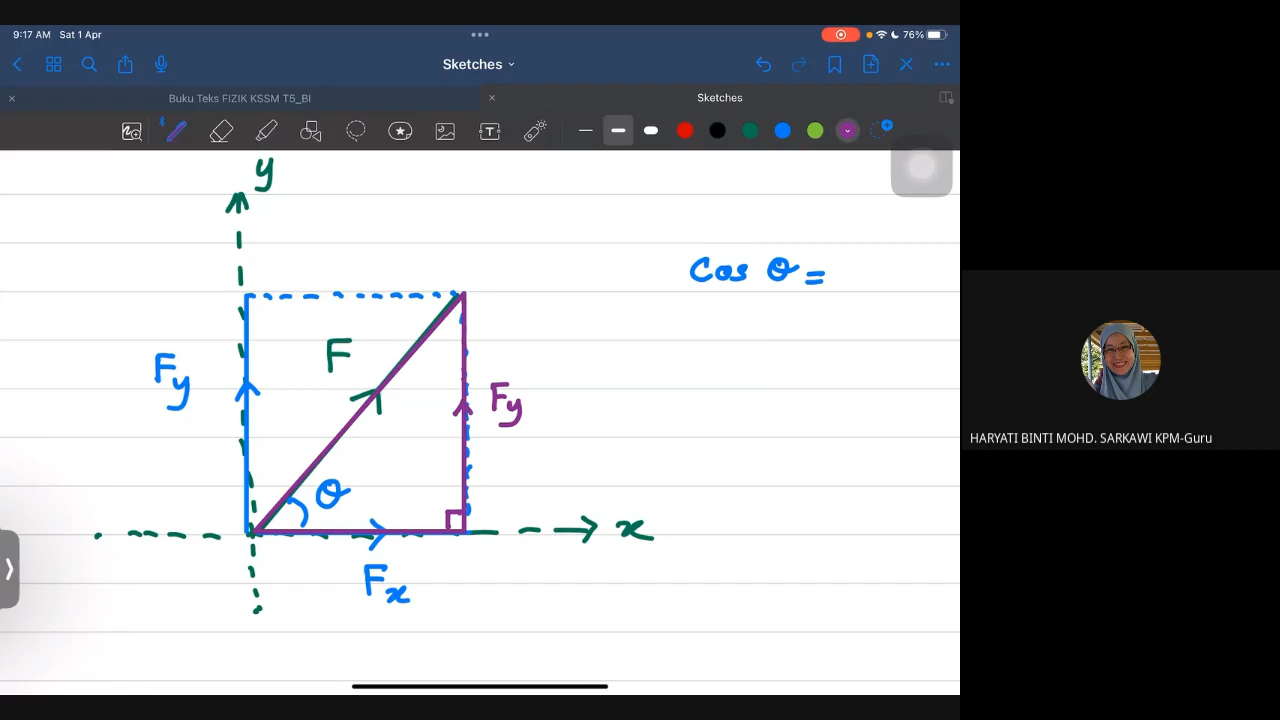 9:17 AM Sat 1 Apr
76%
Sketches
Buku Teks FIZIK KSSM T5_BI
Sketches
y
Cos θ =
F
Fy
Fy
θ
x
Fx
HARYATI BINTI MOHD. SARKAWI KPM-Guru